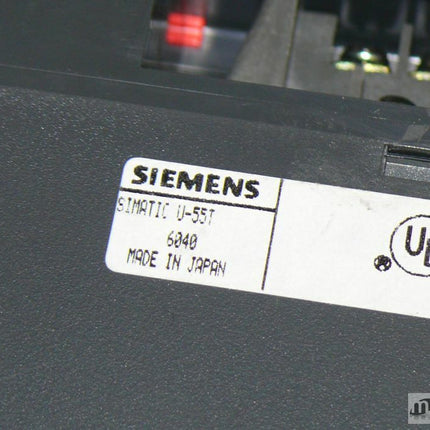 SIEMENS
SIMATIC U-55T
6040
MADE IN JAPAN